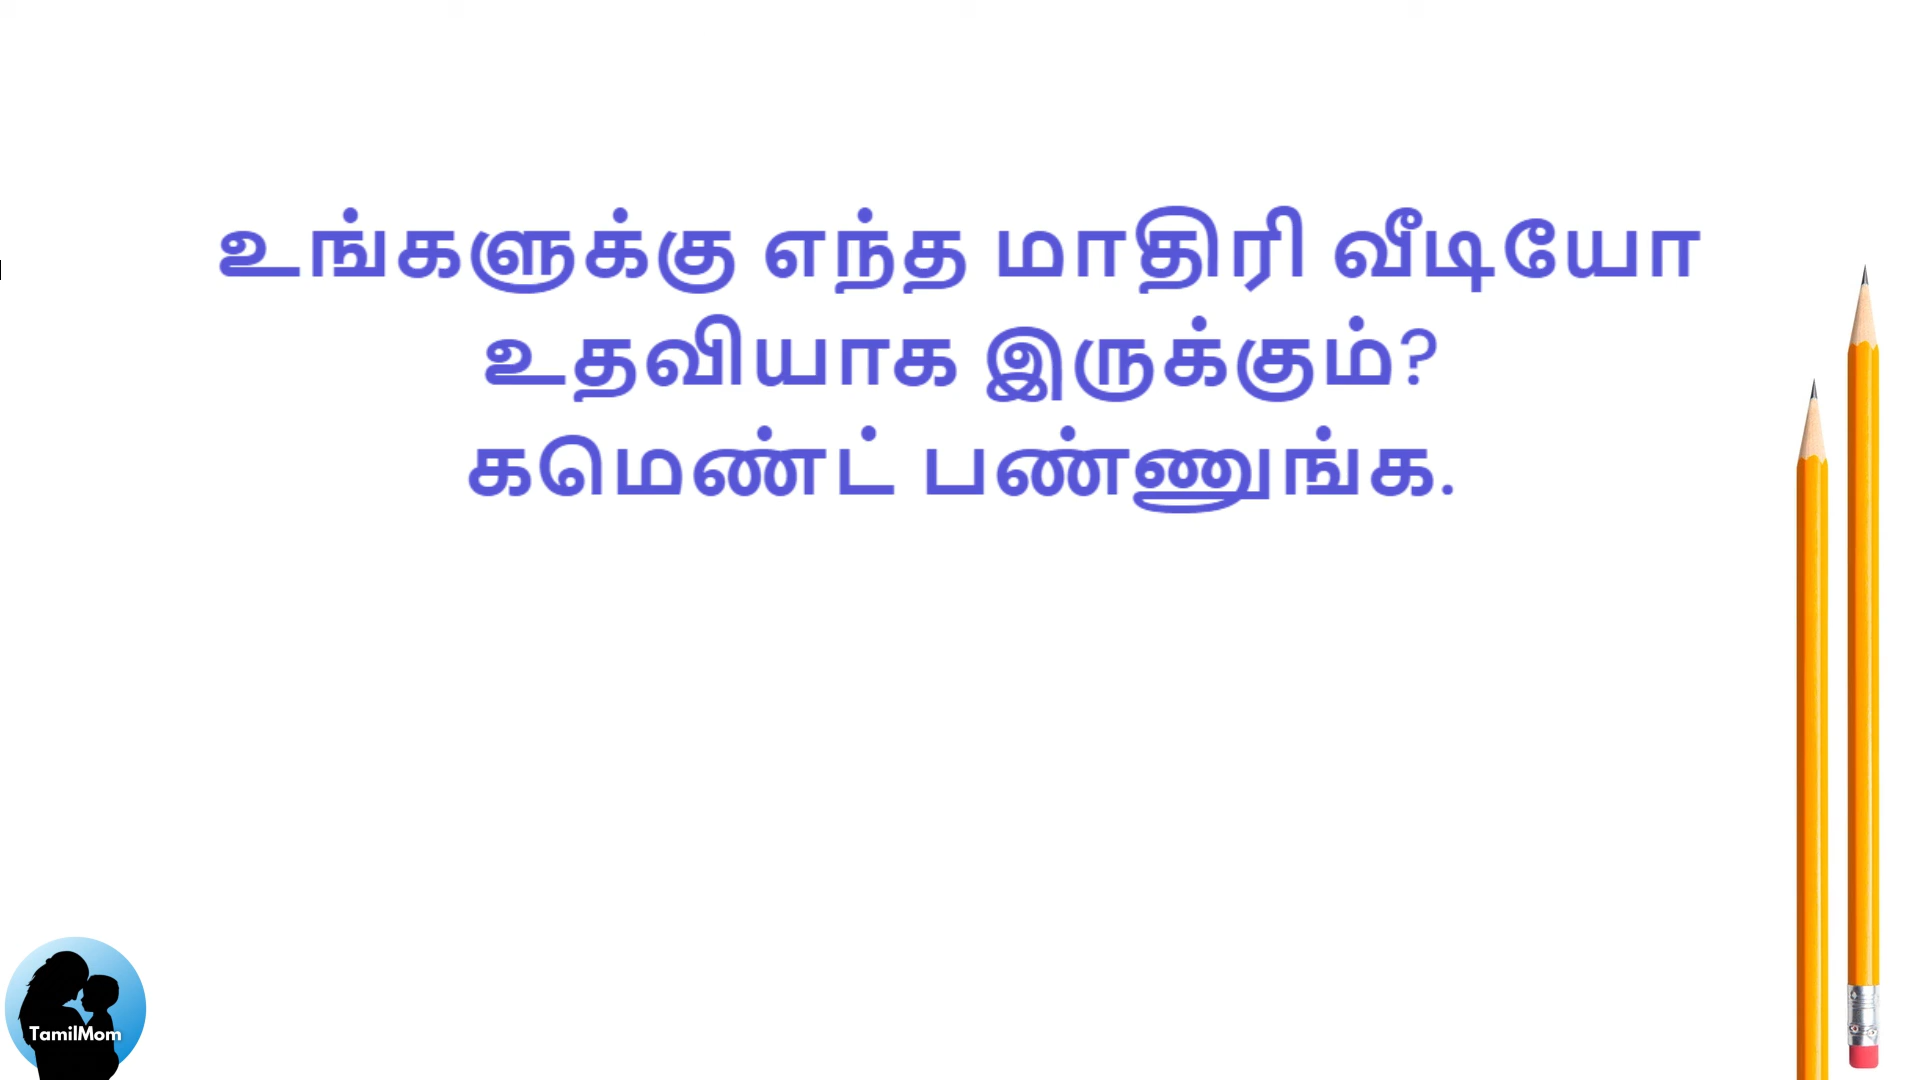 உங்களுக்கு எந்த மாதிரி வீடியோ
உதவியாக இருக்கும்?
கமெண்ட் பண்ணுங்க.
TamilMom